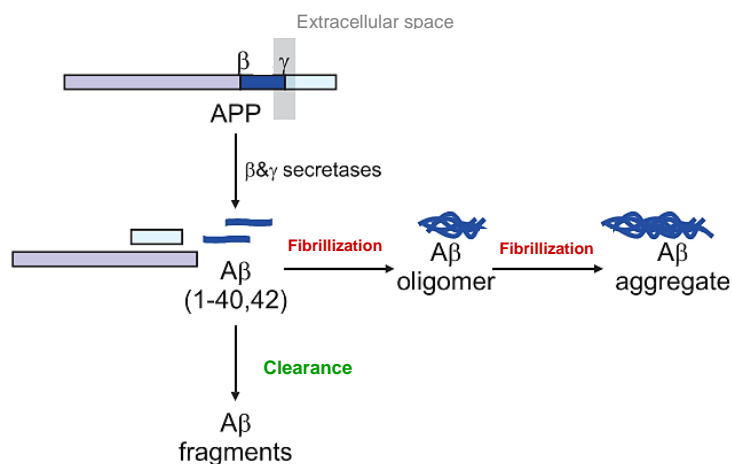 Extracellular space
β γ
APP
β&γ secretases
Aβ
(1-40,42)
Fibrillization
Aβ
oligomer
Fibrillization
Aβ
aggregate
Clearance
Aβ
fragments